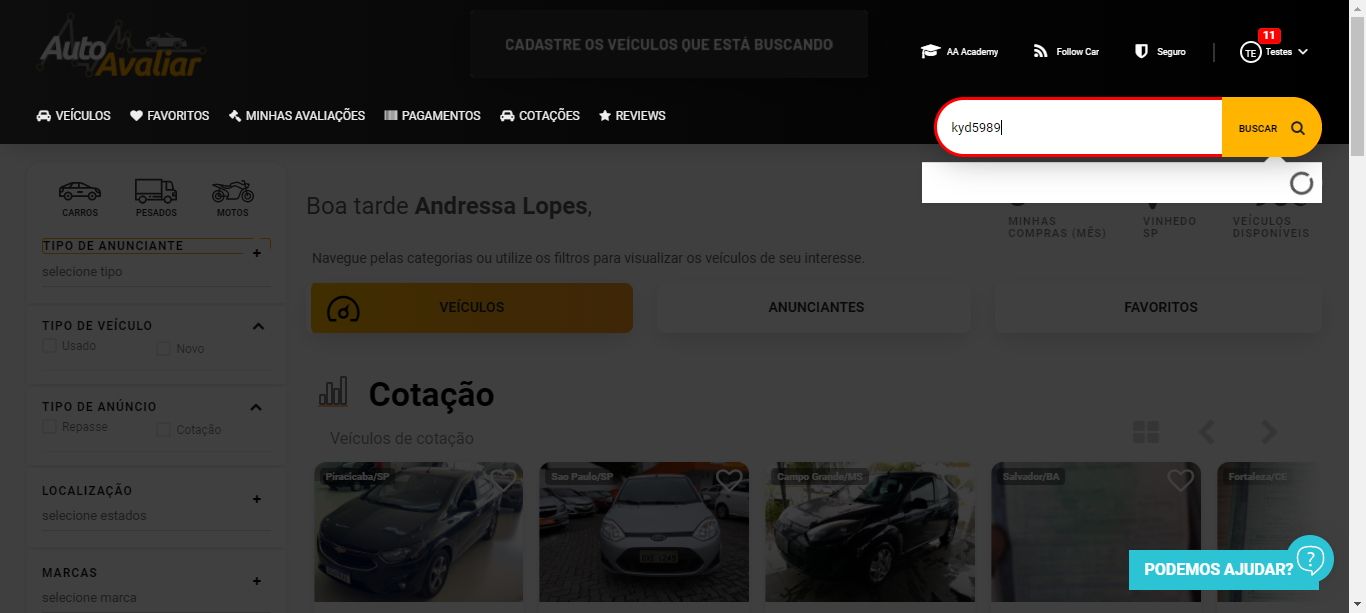 Auto Avaliar
CADASTRE OS VEÍCULOS QUE ESTÁ BUSCANDO
AA Academy
Follow Car
Seguro
TE
11
Testes
VEÍCULOS
FAVORITOS
MINHAS AVALIAÇÕES
PAGAMENTOS
COTAÇÕES
REVIEWS
kyd5989
BUSCAR
CARROS
PESADOS
MOTOS
TIPO DE ANUNCIANTE
+
selecione tipo
TIPO DE VEÍCULO
Usado
Novo
TIPO DE ANÚNCIO
Repasse
Cotação
LOCALIZAÇÃO
+
selecione estados
MARCAS
+
selecione marca
Boa tarde Andressa Lopes,
MINHAS
COMPRAS (MÊS)
VINHEDO
SP
VEÍCULOS
DISPONÍVEIS
Navegue pelas categorias ou utilize os filtros para visualizar os veículos de seu interesse.
VEÍCULOS
ANUNCIANTES
FAVORITOS
Cotação
Veículos de cotação
Piracicaba/SP
Sao Paulo/SP
Campo Grande/MS
Salvador/BA
Fortaleza/CE
PODEMOS AJUDAR?
?